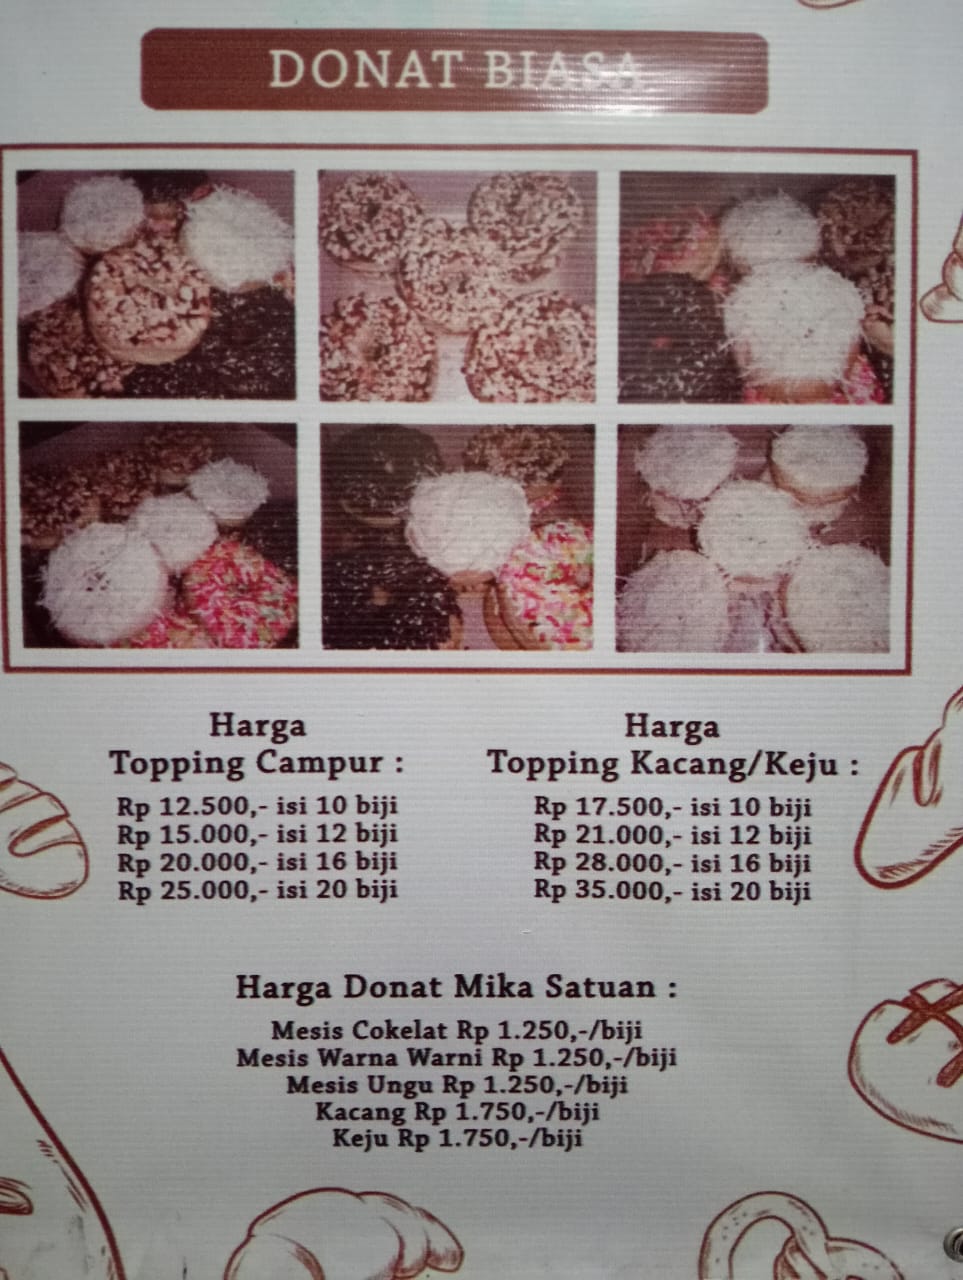 DONAT BIASA
Harga
Topping Campur :
Rp 12.500,- isi 10 biji
Rp 15.000,- isi 12 biji
Rp 20.000,- isi 16 biji
Rp 25.000,- isi 20 biji
Harga
Topping Kacang/Keju :
Rp 17.500,- isi 10 biji
Rp 21.000,- isi 12 biji
Rp 28.000,- isi 16 biji
Rp 35.000,- isi 20 biji
Harga Donat Mika Satuan :
Mesis Cokelat Rp 1.250,-/biji
Mesis Warna Warni Rp 1.250,-/biji
Mesis Ungu Rp 1.250,-/biji
Kacang Rp 1.750,-/biji
Keju Rp 1.750,-/biji